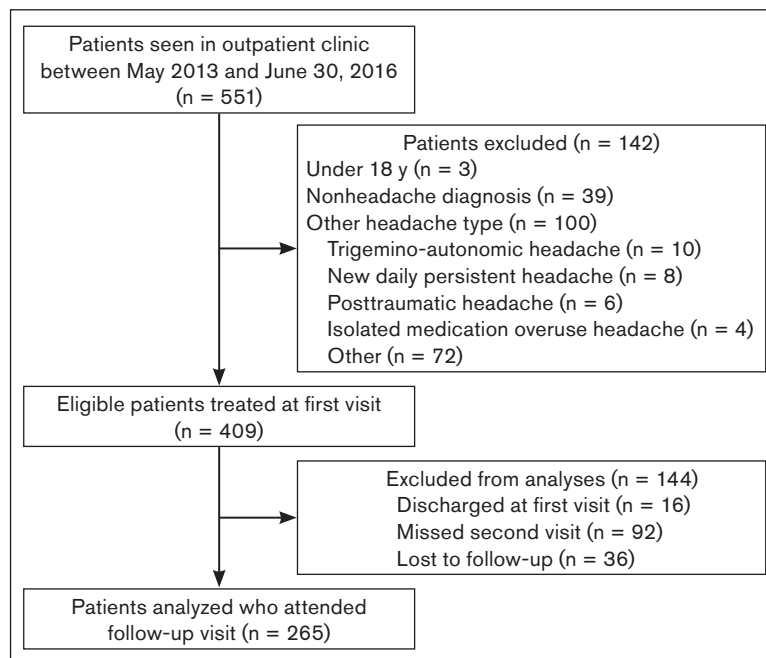 Patients seen in outpatient clinic
between May 2013 and June 30, 2016
(n = 551)
Patients excluded (n = 142)
Under 18 y (n = 3)
Nonheadache diagnosis (n = 39)
Other headache type (n = 100)
Trigemino-autonomic headache (n = 10)
New daily persistent headache (n = 8)
Posttraumatic headache (n = 6)
Isolated medication overuse headache (n = 4)
Other (n = 72)
Eligible patients treated at first visit
(n = 409)
Excluded from analyses (n = 144)
Discharged at first visit (n = 16)
Missed second visit (n = 92)
Lost to follow-up (n = 36)
Patients analyzed who attended
follow-up visit (n = 265)